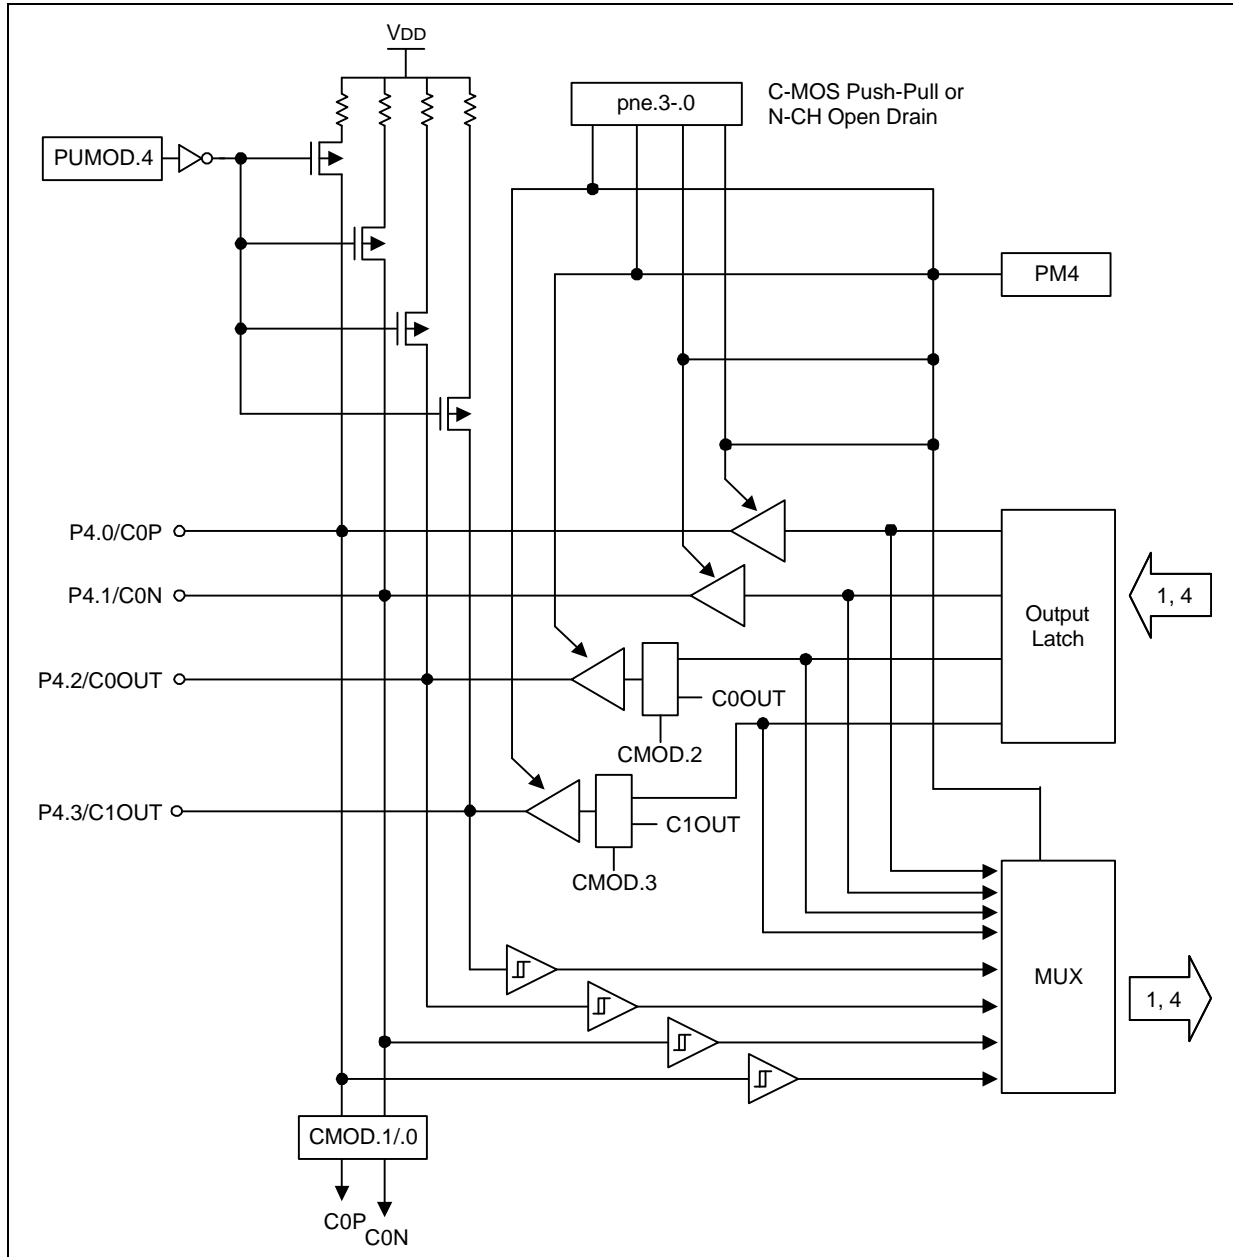 VDD
pne.3-.0
C-MOS Push-Pull or
N-CH Open Drain
PUMOD.4
PM4
P4.0/C0P
P4.1/C0N
Output
Latch
1, 4
P4.2/C0OUT
C0OUT
CMOD.2
P4.3/C1OUT
C1OUT
CMOD.3
MUX
1, 4
CMOD.1/.0
C0P
C0N